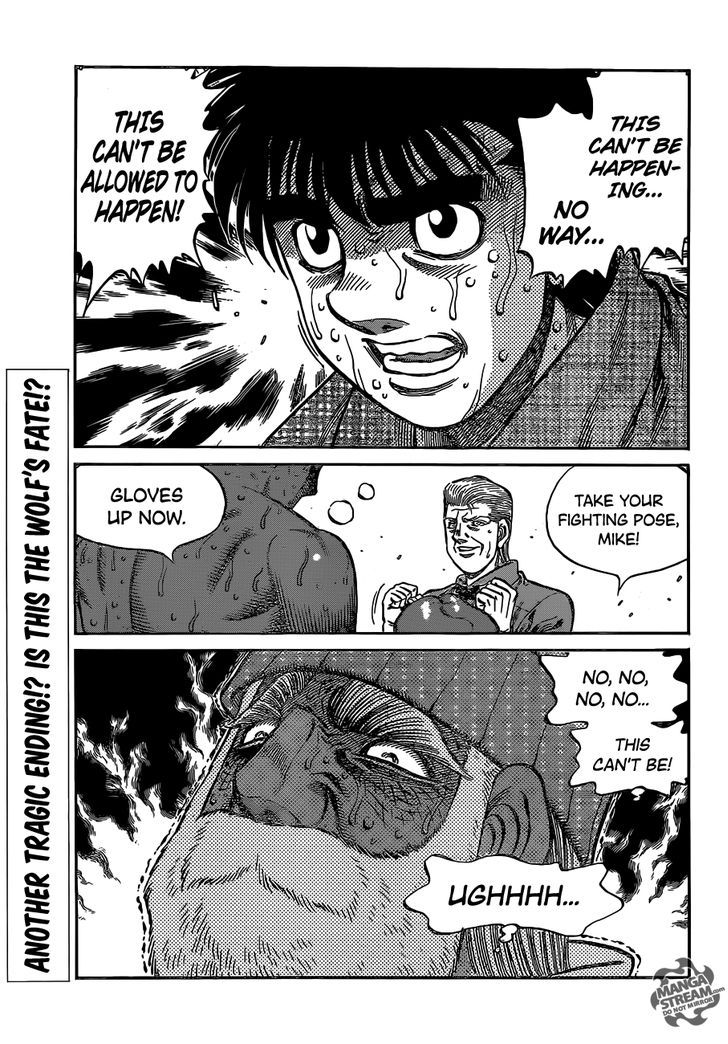 THIS
CAN'T BE
HAPPEN-
ING...
NO
WAY...
THIS
CAN'T BE
ALLOWED TO
HAPPEN!
TAKE YOUR
FIGHTING POSE,
MIKE!
GLOVES
UP NOW.
NO, NO,
NO, NO...
THIS
CAN'T BE!
UGHHHH...
ANOTHER TRAGIC ENDING!? IS THIS THE WOLF'S FATE!?
MANGA
STREAM.com
DO NOT MIRROR